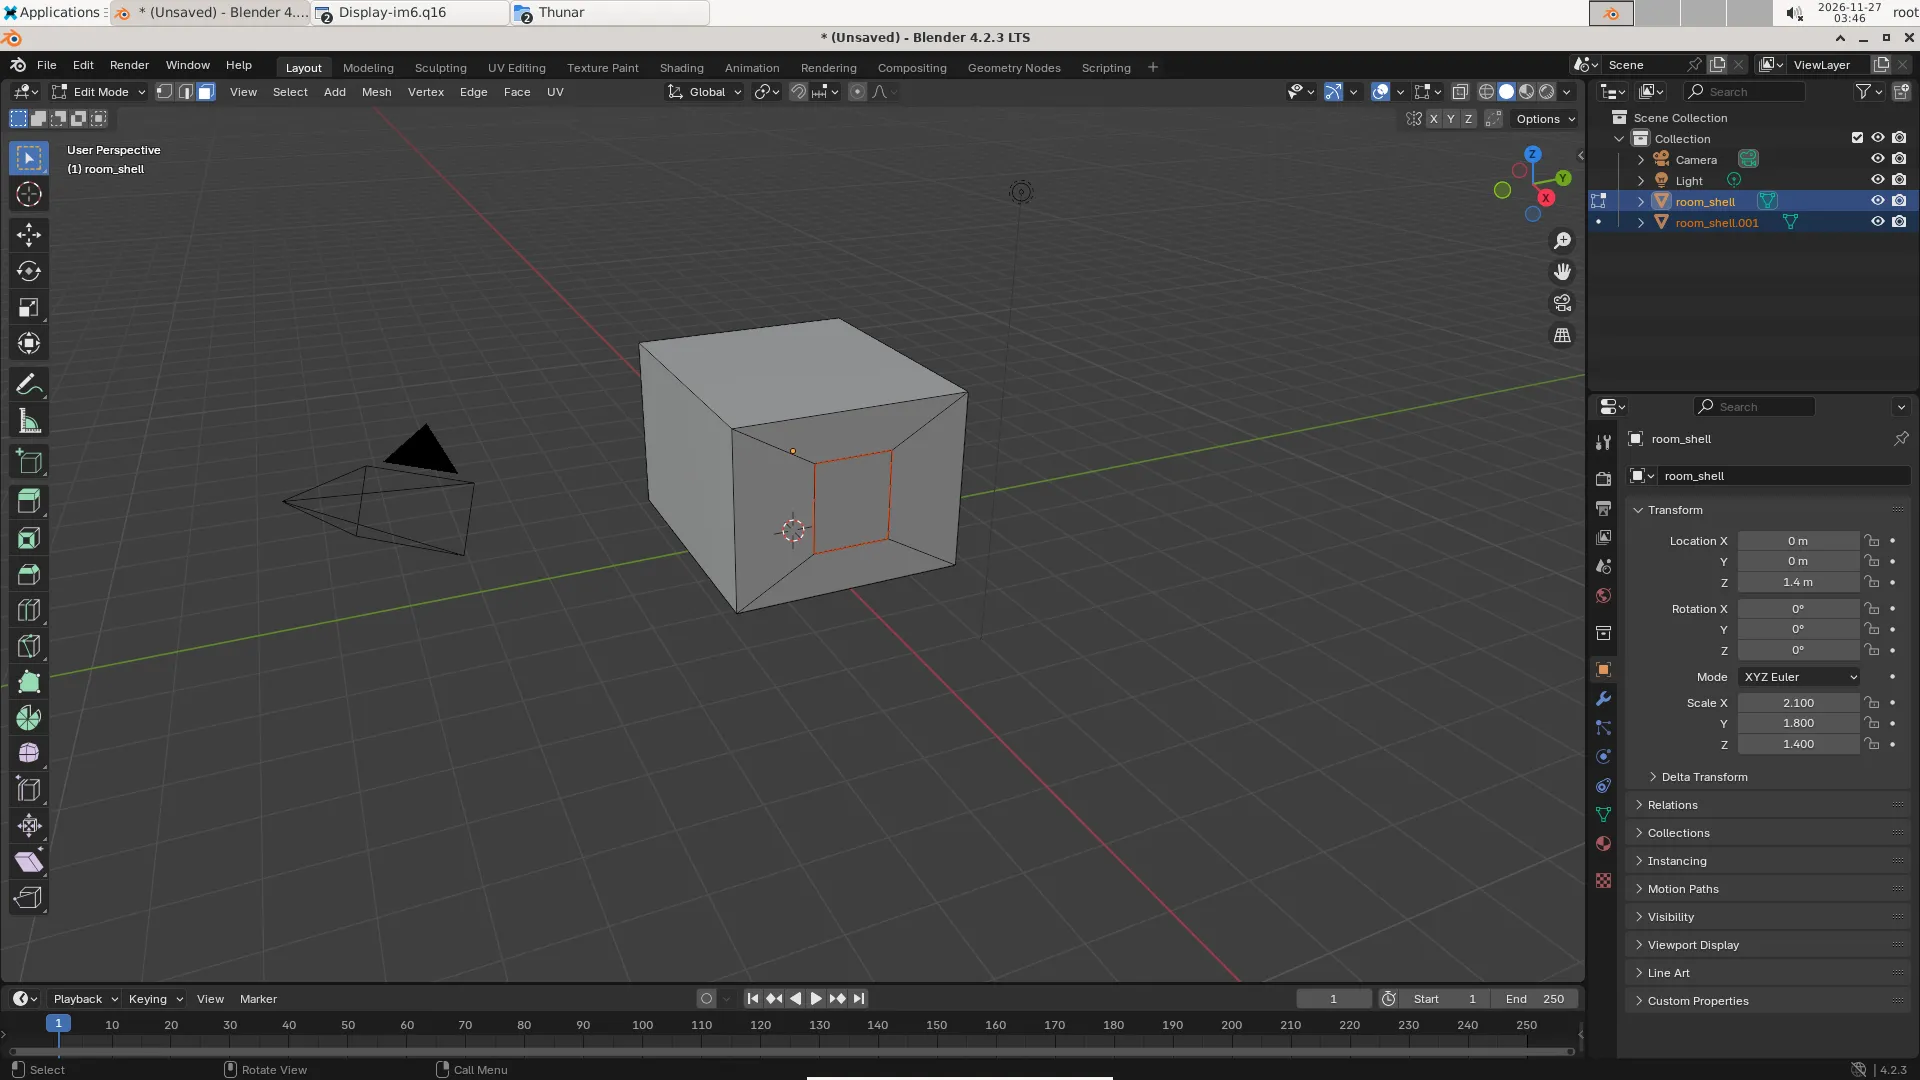 Applications
* (Unsaved) - Blender 4....
2
Display-im6.q16
2
Thunar
2026-11-27
03:46
root
* (Unsaved) - Blender 4.2.3 LTS
File
Edit
Render
Window
Help
Layout
Modeling
Sculpting
UV Editing
Texture Paint
Shading
Animation
Rendering
Compositing
Geometry Nodes
Scripting
Scene
ViewLayer
Edit Mode
View
Select
Add
Mesh
Vertex
Edge
Face
UV
Global
Search
X Y Z
Options
User Perspective
(1) room_shell
Z
Y
X
Scene Collection
Collection
Camera
Light
room_shell
room_shell.001
Search
room_shell
room_shell
Transform
Location X 0 m
Y 0 m
Z 1.4 m
Rotation X 0°
Y 0°
Z 0°
Mode XYZ Euler
Scale X 2.100
Y 1.800
Z 1.400
Delta Transform
Relations
Collections
Instancing
Motion Paths
Visibility
Viewport Display
Line Art
Custom Properties
Playback
Keying
View
Marker
1
Start 1
End 250
1 10 20 30 40 50 60 70 80 90 100 110 120 130 140 150 160 170 180 190 200 210 220 230 240 250
Select
Rotate View
Call Menu
4.2.3